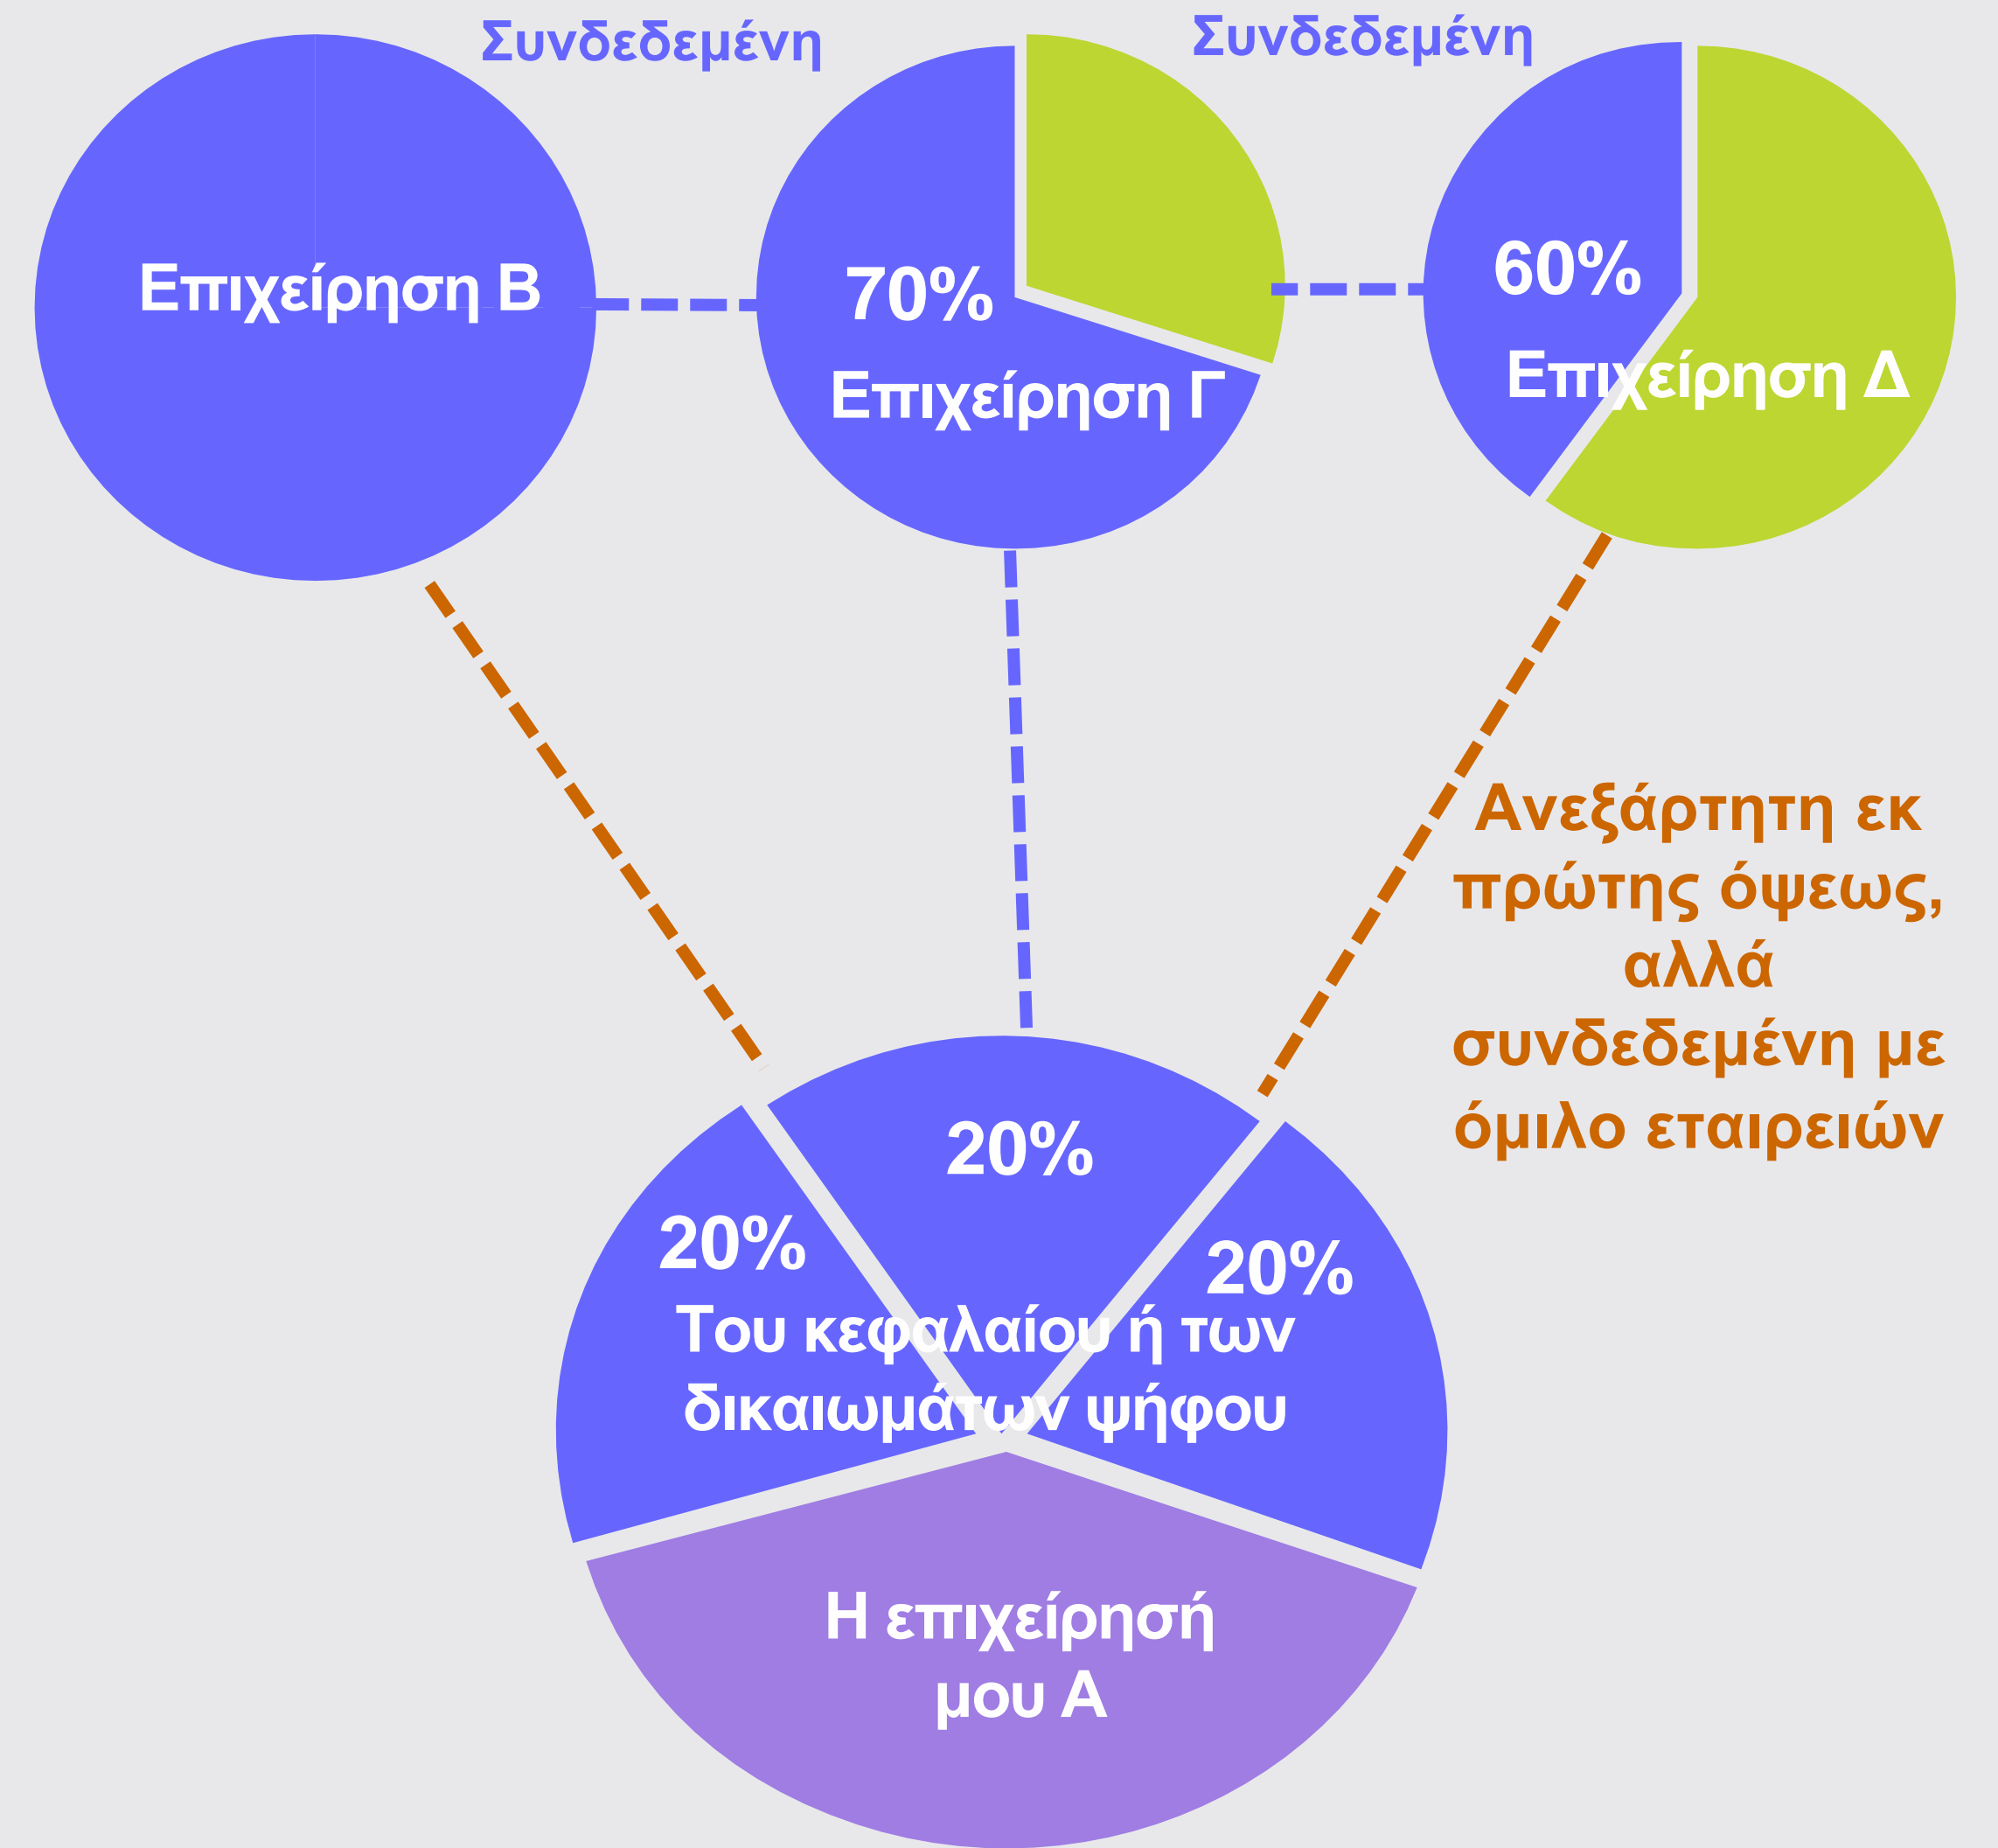 Συνδεδεμένη
Συνδεδεμένη
Επιχείρηση Β
70%
Επιχείρηση Γ
60%
Επιχείρηση Δ
Ανεξάρτητη εκ
πρώτης όψεως,
αλλά
συνδεδεμένη με
όμιλο εταιρειών
20%
20%
20%
Του κεφαλαίου ή των
δικαιωμάτων ψήφου
Η επιχείρησή
μου Α